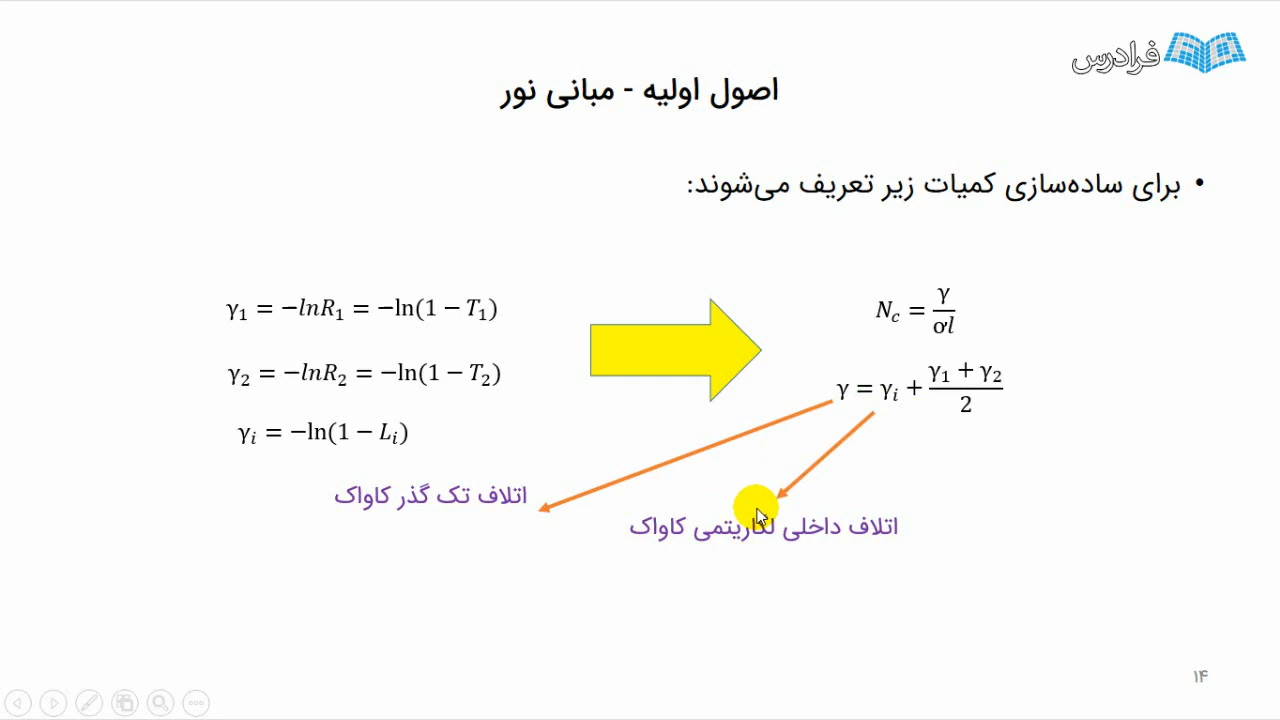 فرادرس
اصول اولیه - مبانی نور
• برای ساده‌سازی کمیات زیر تعریف می‌شوند:
γ₁ = −lnR₁ = −ln(1 − T₁)
γ₂ = −lnR₂ = −ln(1 − T₂)
γᵢ = −ln(1 − Lᵢ)
N_c = γ/σl
γ = γᵢ + (γ₁ + γ₂)/2
اتلاف تک گذر کاواک
اتلاف داخلی لگاریتمی کاواک
۱۴